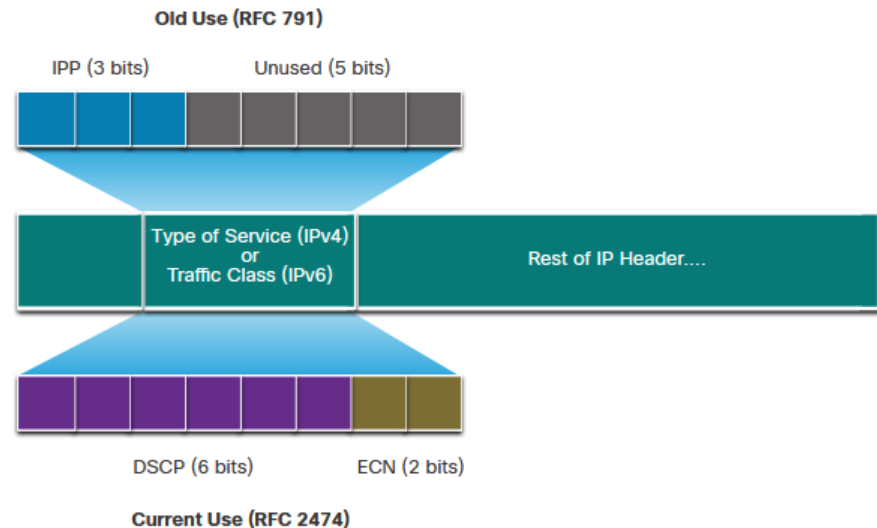 Old Use (RFC 791)
IPP (3 bits) Unused (5 bits)
Type of Service (IPv4)
or
Traffic Class (IPv6)
Rest of IP Header....
DSCP (6 bits) ECN (2 bits)
Current Use (RFC 2474)